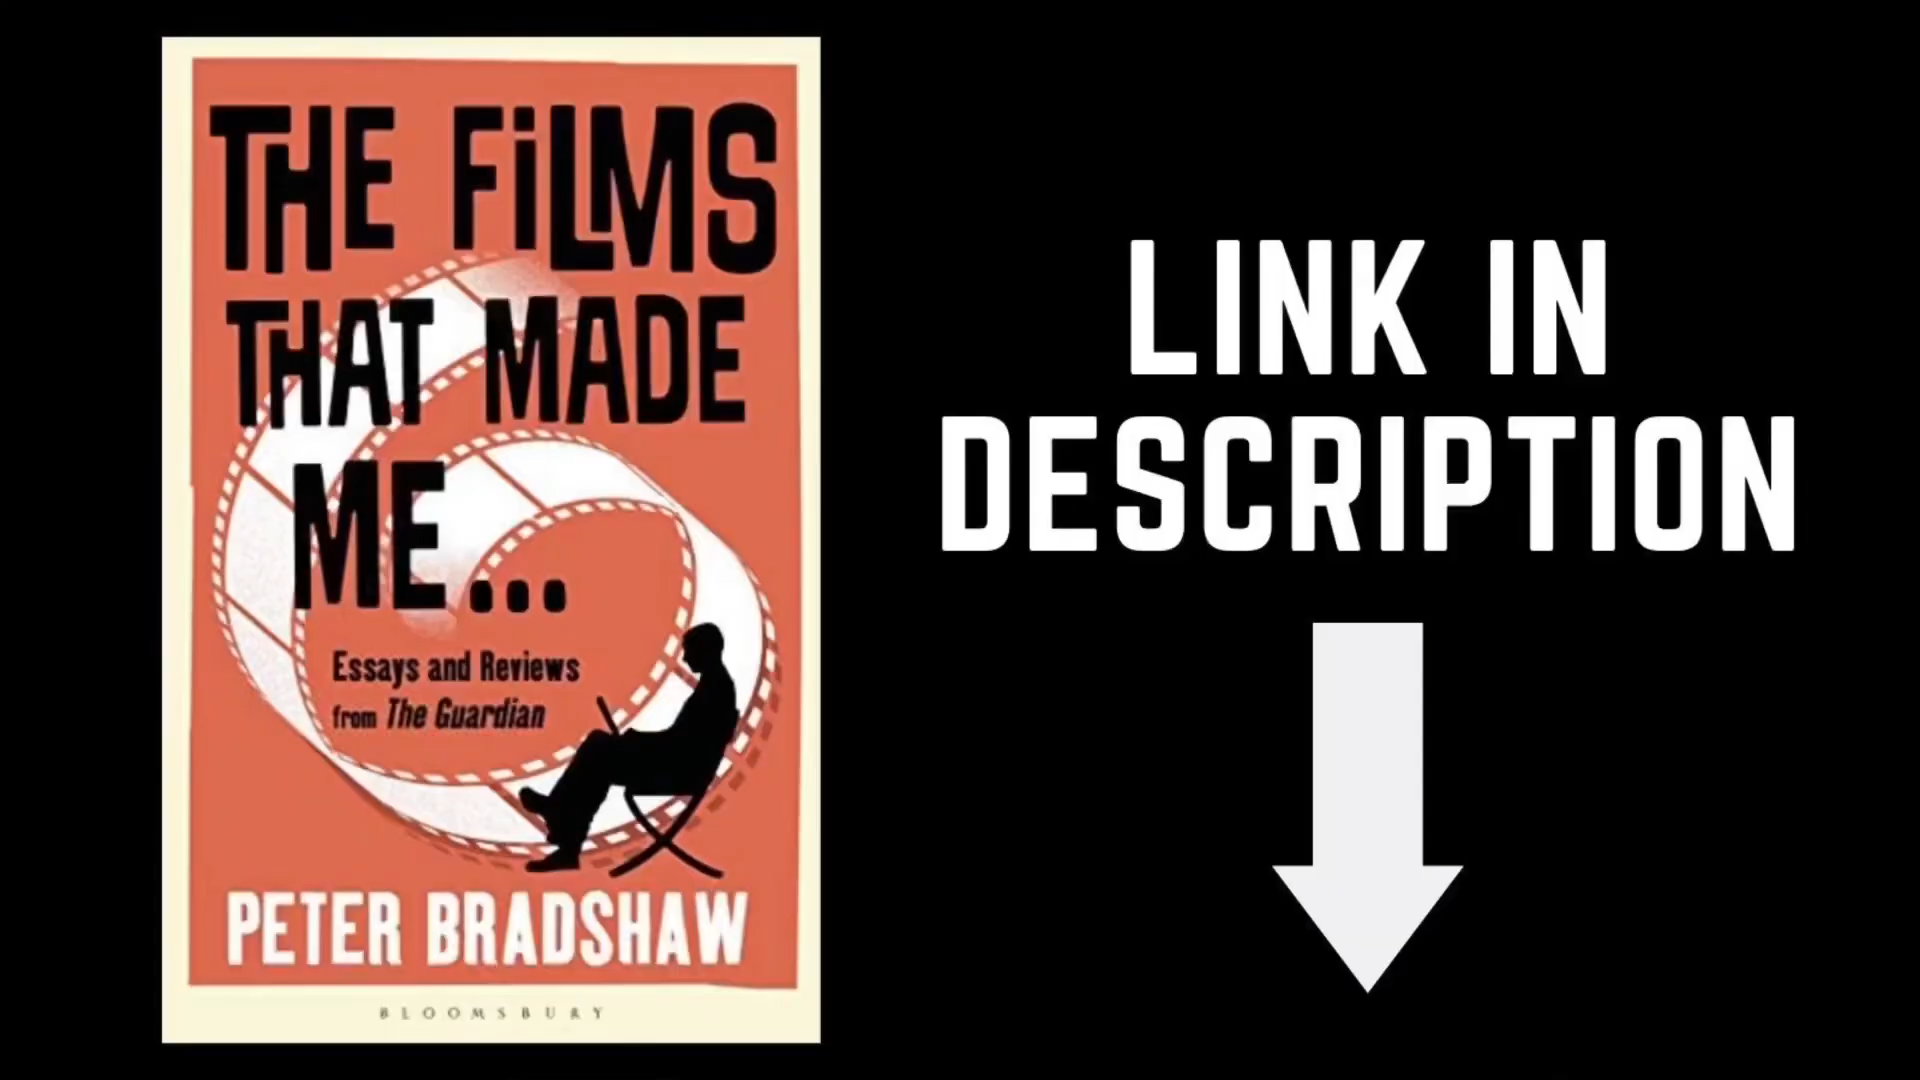 THE FiLMS
THAT MADE
ME...
Essays and Reviews
from The Guardian
PETER BRADSHAW
BLOOMSBURY
LINK IN
DESCRIPTION